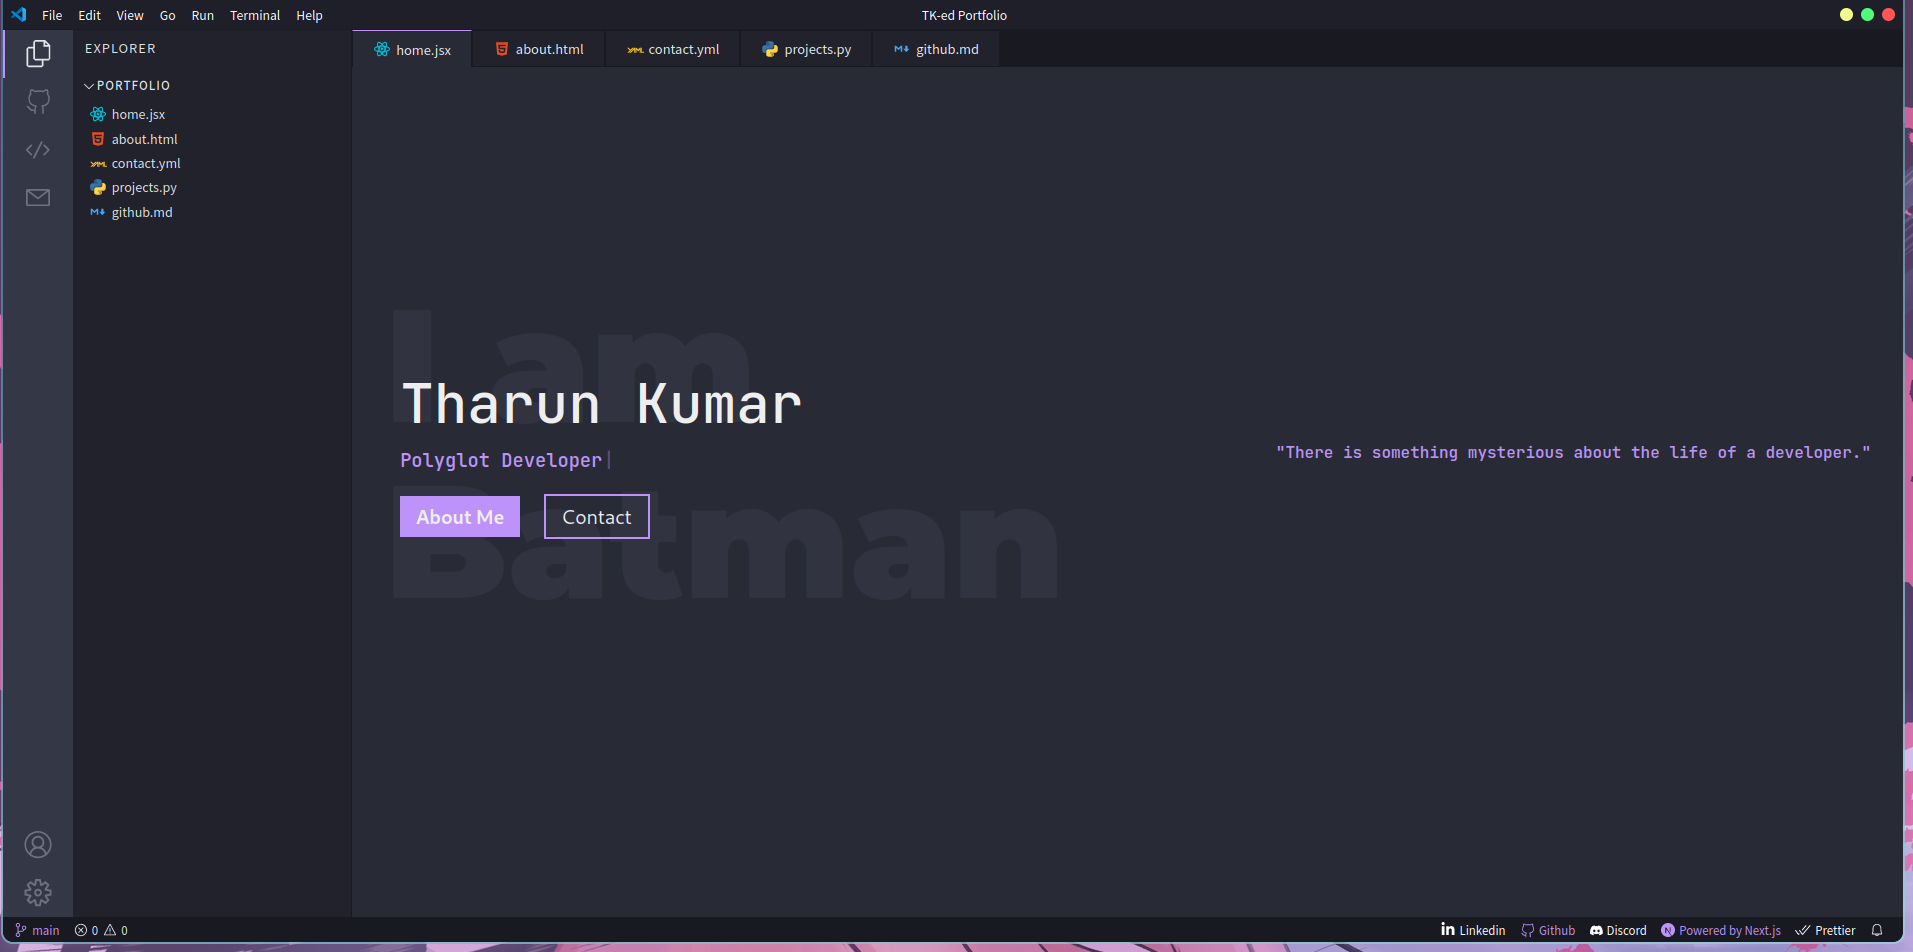 File Edit View Go Run Terminal Help
TK-ed Portfolio
EXPLORER
PORTFOLIO
home.jsx
about.html
contact.yml
projects.py
github.md
home.jsx
about.html
contact.yml
projects.py
github.md
I am
Tharun Kumar
Polyglot Developer
About Me
Contact
Batman
"There is something mysterious about the life of a developer."
main
0
0
Linkedin
Github
Discord
Powered by Next.js
Prettier